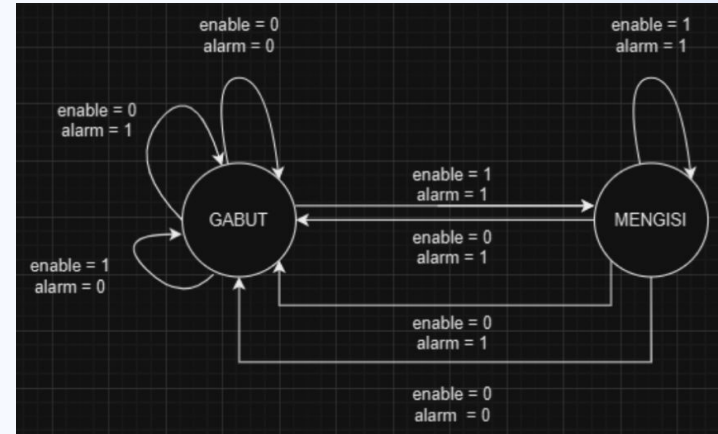 enable = 0
alarm = 0
enable = 1
alarm = 1
enable = 0
alarm = 1
enable = 1
alarm = 1
GABUT
MENGISI
enable = 0
alarm = 1
enable = 1
alarm = 0
enable = 0
alarm = 1
enable = 0
alarm = 0